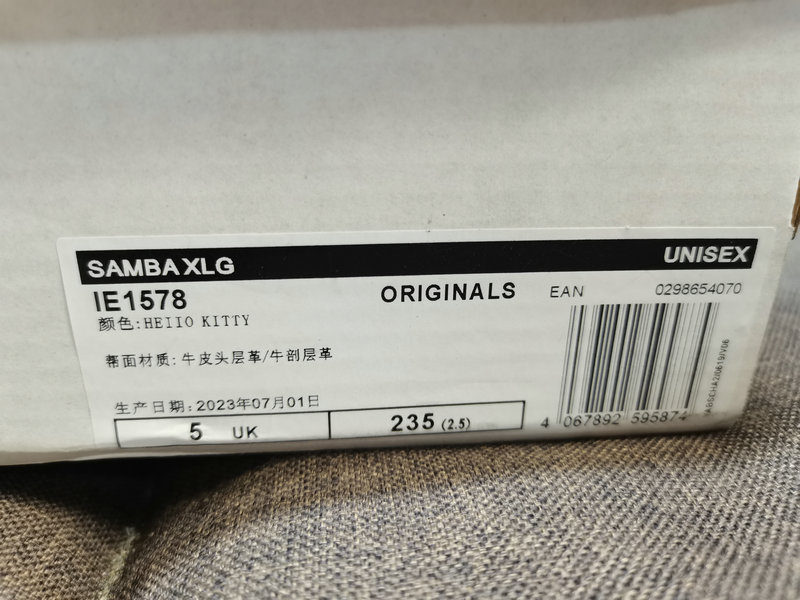 SAMBA XLG UNISEX
IE1578 ORIGINALS EAN 0298654070
颜色:HEIIO KITTY
帮面材质: 牛皮头层革/牛剖层革
生产日期: 2023年07月01日
5 UK 235 (2.5)
4 067892 595874